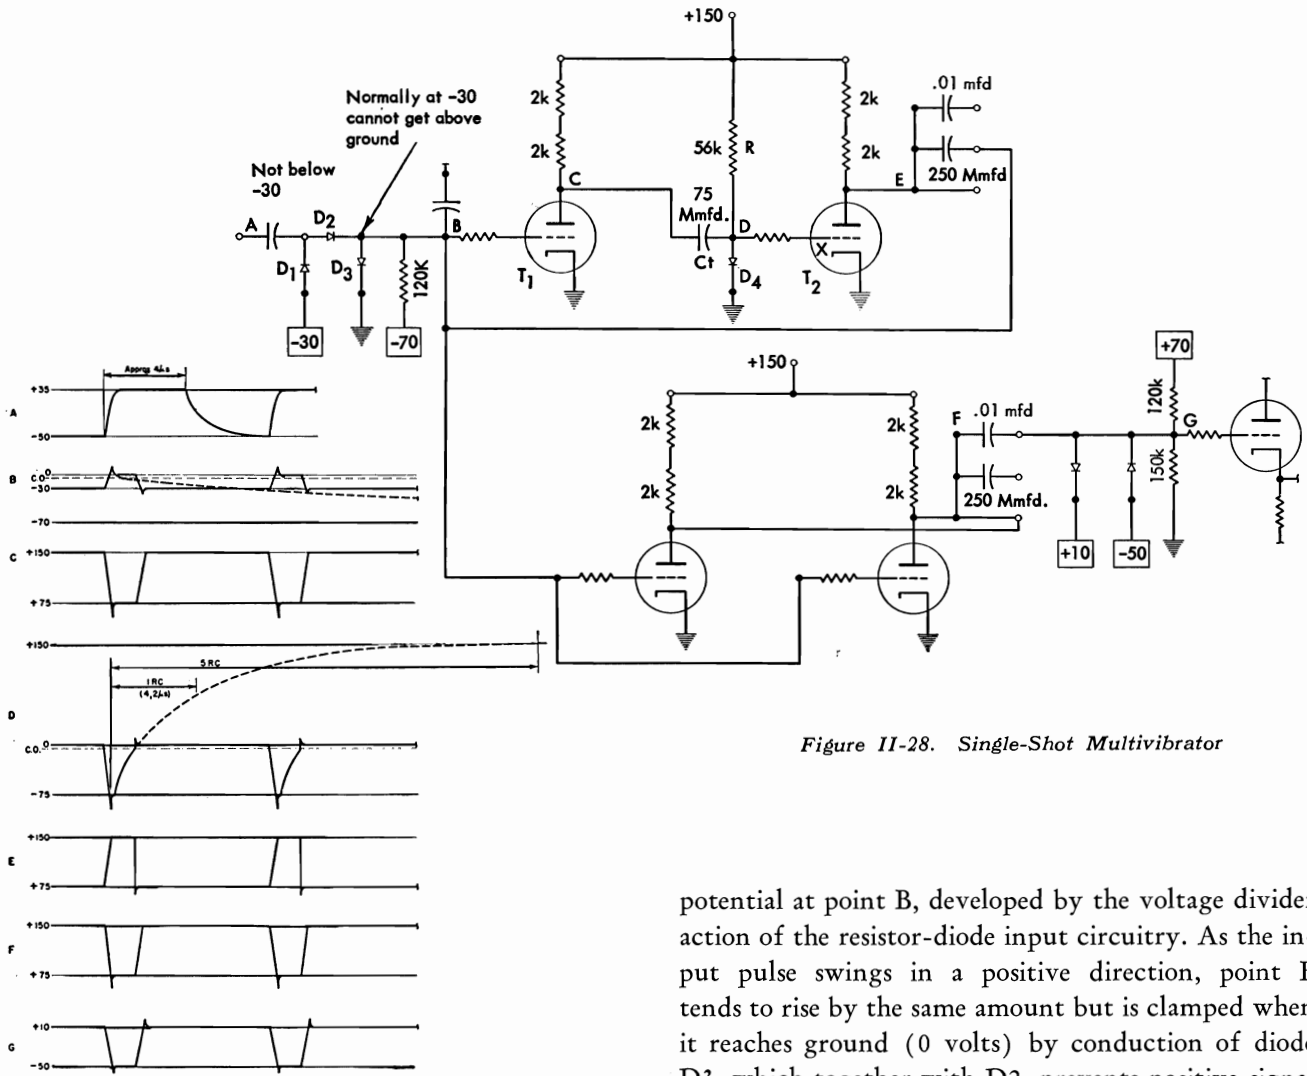 +150
.01 mfd
Normally at -30
cannot get above
ground
2k
2k
2k
2k
56k R
250 Mmfd
Not below
-30
C
75
Mmfd.
E
A
D2
B
D
X
D1
D3
120K
T1
Ct
D4
T2
-30
-70
+70
+150
120k
G
F
.01 mfd
2k
2k
2k
2k
250 Mmfd.
150k
+10
-50
A
+35
-50
B
0
C.O.
-30
-70
C
+150
+75
D
+150
5 RC
1RC
0
C.O.
-75
E
+150
+75
F
+150
+75
G
+10
-50
Figure II-28. Single-Shot Multivibrator
potential at point B, developed by the voltage divider
action of the resistor-diode input circuitry. As the in-
put pulse swings in a positive direction, point B
tends to rise by the same amount but is clamped when
it reaches ground (0 volts) by conduction of diode